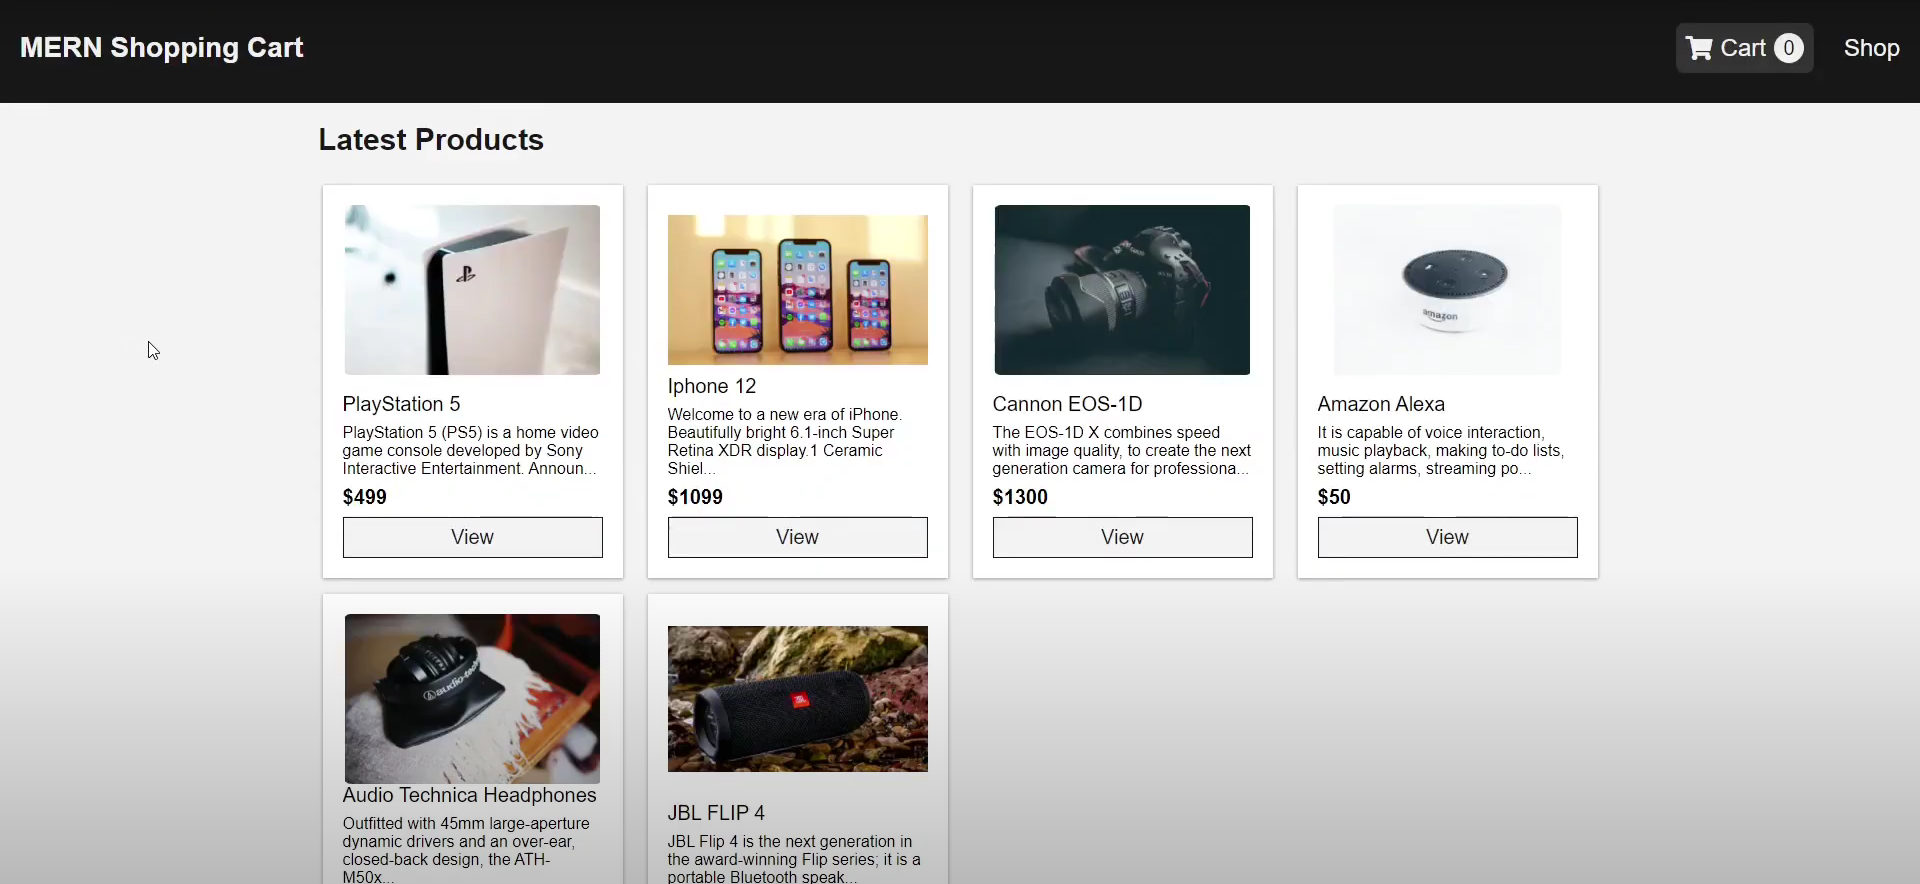 MERN Shopping Cart
Cart 0
Shop
Latest Products
PlayStation 5
PlayStation 5 (PS5) is a home video
game console developed by Sony
Interactive Entertainment. Announ...
$499
View
Iphone 12
Welcome to a new era of iPhone.
Beautifully bright 6.1-inch Super
Retina XDR display.1 Ceramic
Shiel...
$1099
View
Cannon EOS-1D
The EOS-1D X combines speed
with image quality, to create the next
generation camera for professiona...
$1300
View
amazon
Amazon Alexa
It is capable of voice interaction,
music playback, making to-do lists,
setting alarms, streaming po...
$50
View
audio-tech
Audio Technica Headphones
Outfitted with 45mm large-aperture
dynamic drivers and an over-ear,
closed-back design, the ATH-
M50x...
JBL
JBL FLIP 4
JBL Flip 4 is the next generation in
the award-winning Flip series; it is a
portable Bluetooth speak...